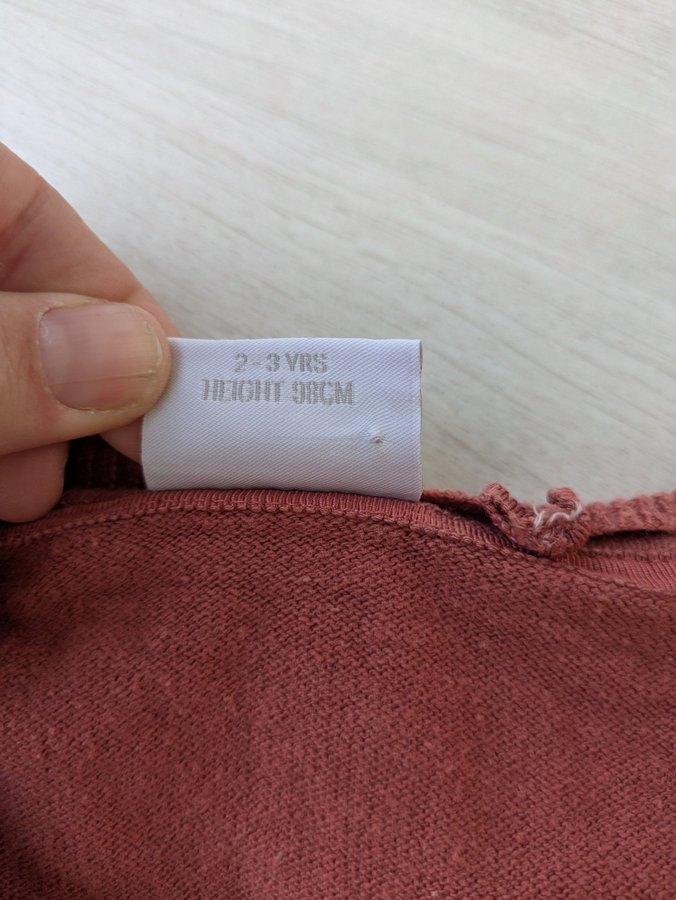 2 - 3 YRS
HEIGHT 98CM